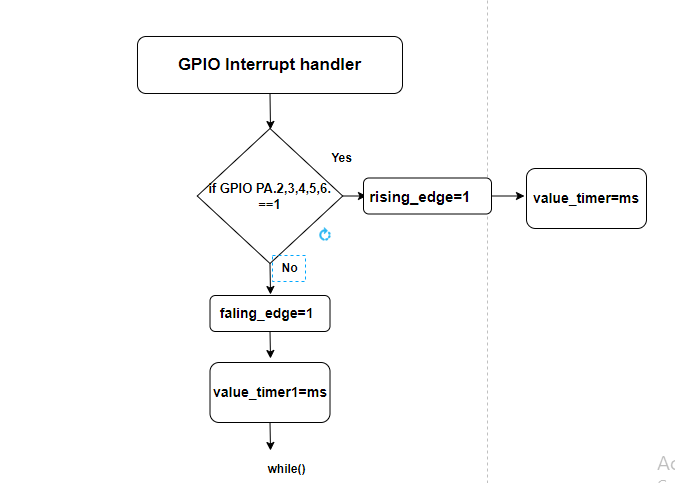 GPIO Interrupt handler
Yes
if GPIO PA.2,3,4,5,6.
==1
rising_edge=1
value_timer=ms
No
faling_edge=1
value_timer1=ms
while()